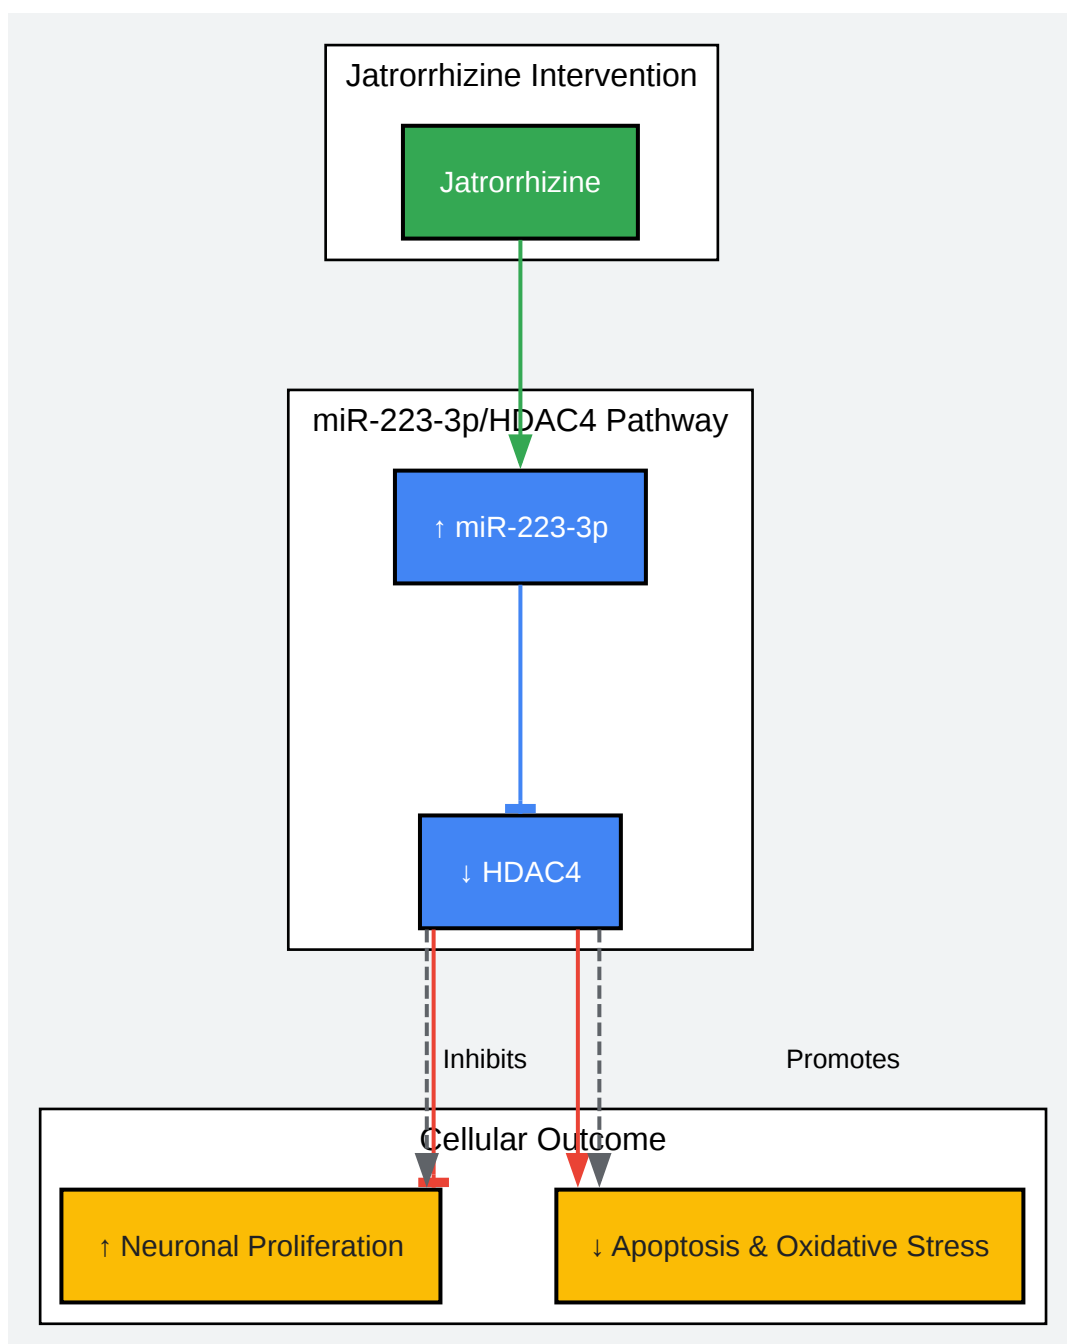 Jatrorrhizine Intervention
Jatrorrhizine
miR-223-3p/HDAC4 Pathway
↑ miR-223-3p
↓ HDAC4
Inhibits
Promotes
Cellular Outcome
↑ Neuronal Proliferation
↓ Apoptosis & Oxidative Stress